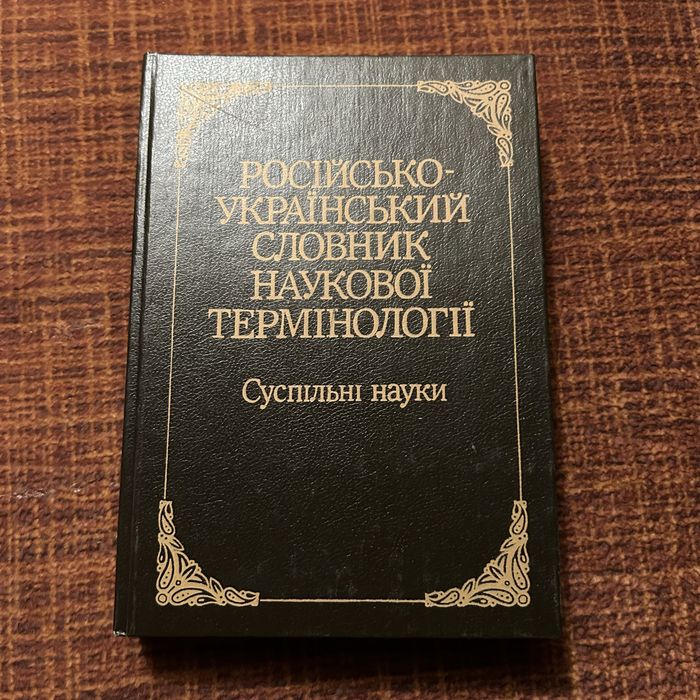 РОСІЙСЬКО-
УКРАЇНСЬКИЙ
СЛОВНИК
НАУКОВОЇ
ТЕРМІНОЛОГІЇ
Суспільні науки